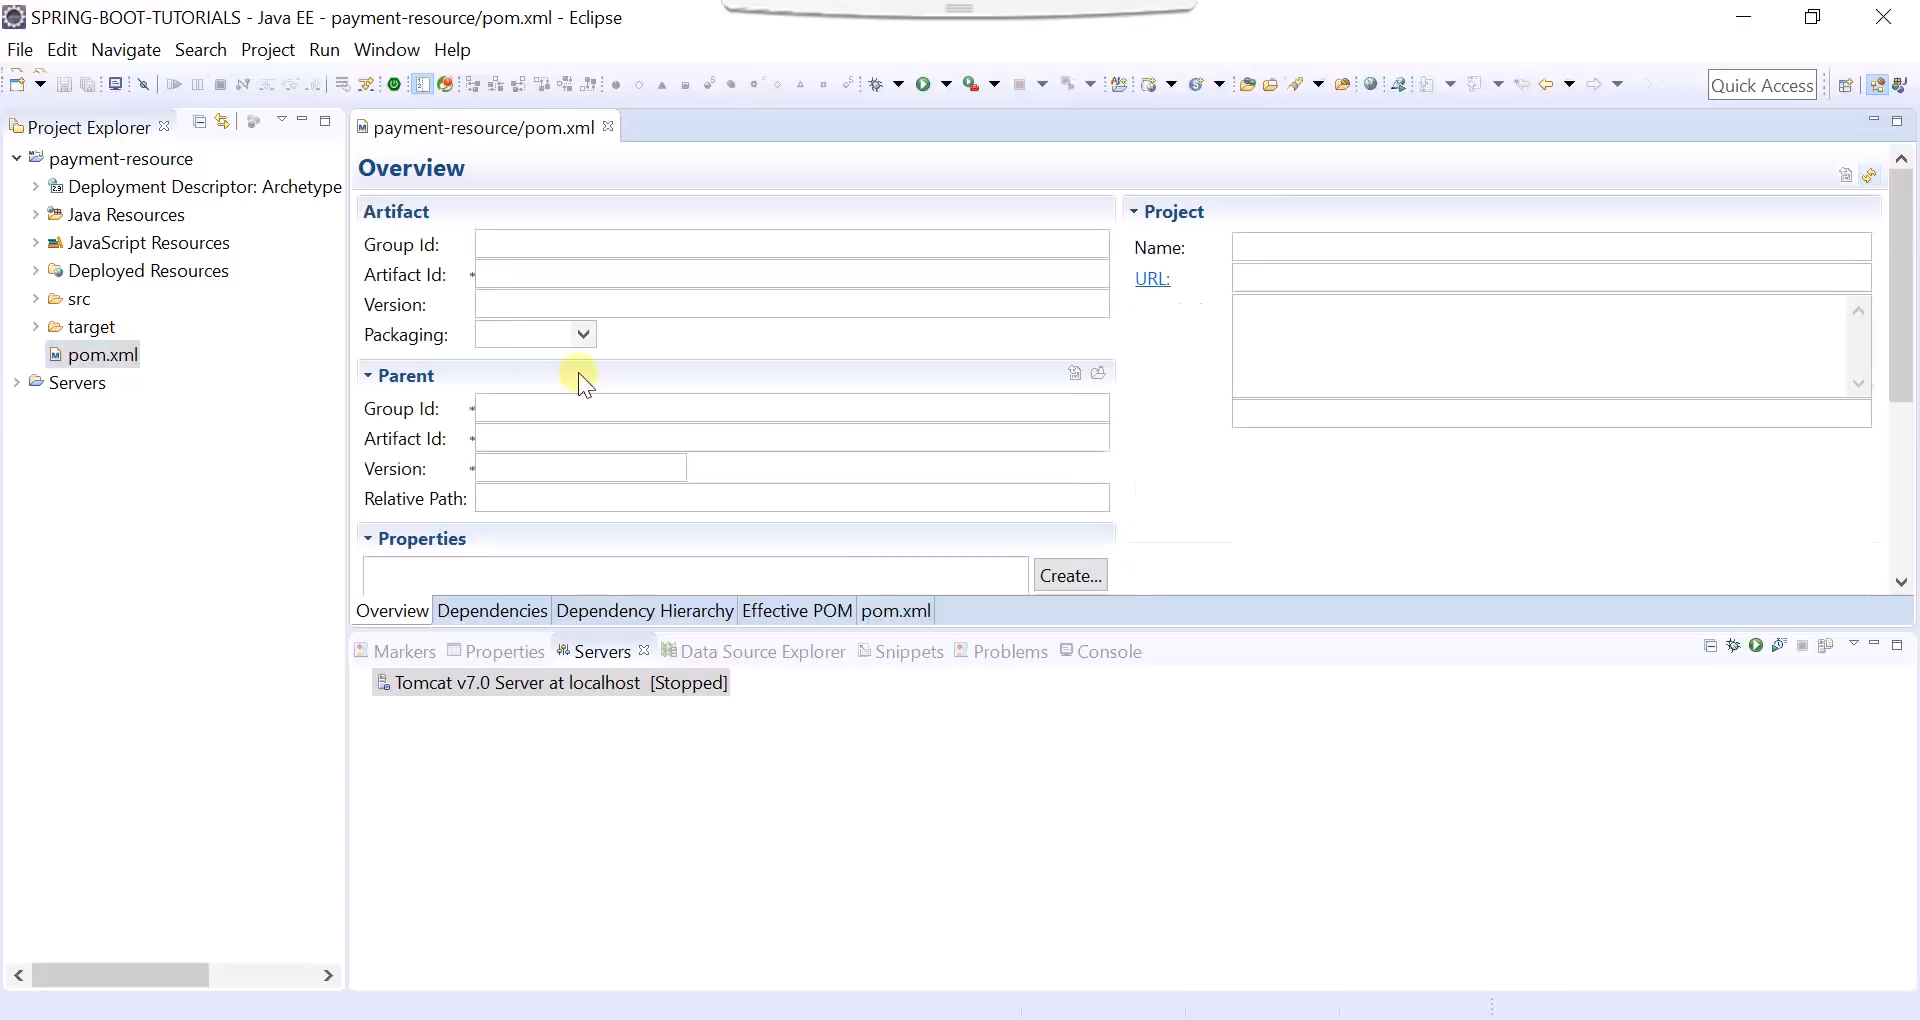 SPRING-BOOT-TUTORIALS - Java EE - payment-resource/pom.xml - Eclipse
File Edit Navigate Search Project Run Window Help
Quick Access
Project Explorer
payment-resource
Deployment Descriptor: Archetype
Java Resources
JavaScript Resources
Deployed Resources
src
target
pom.xml
Servers
payment-resource/pom.xml
Overview
Artifact
Group Id:
Artifact Id: *
Version:
Packaging:
Parent
Group Id: *
Artifact Id: *
Version: *
Relative Path:
Properties
Create...
Project
Name:
URL:
Overview Dependencies Dependency Hierarchy Effective POM pom.xml
Markers Properties Servers Data Source Explorer Snippets Problems Console
Tomcat v7.0 Server at localhost [Stopped]